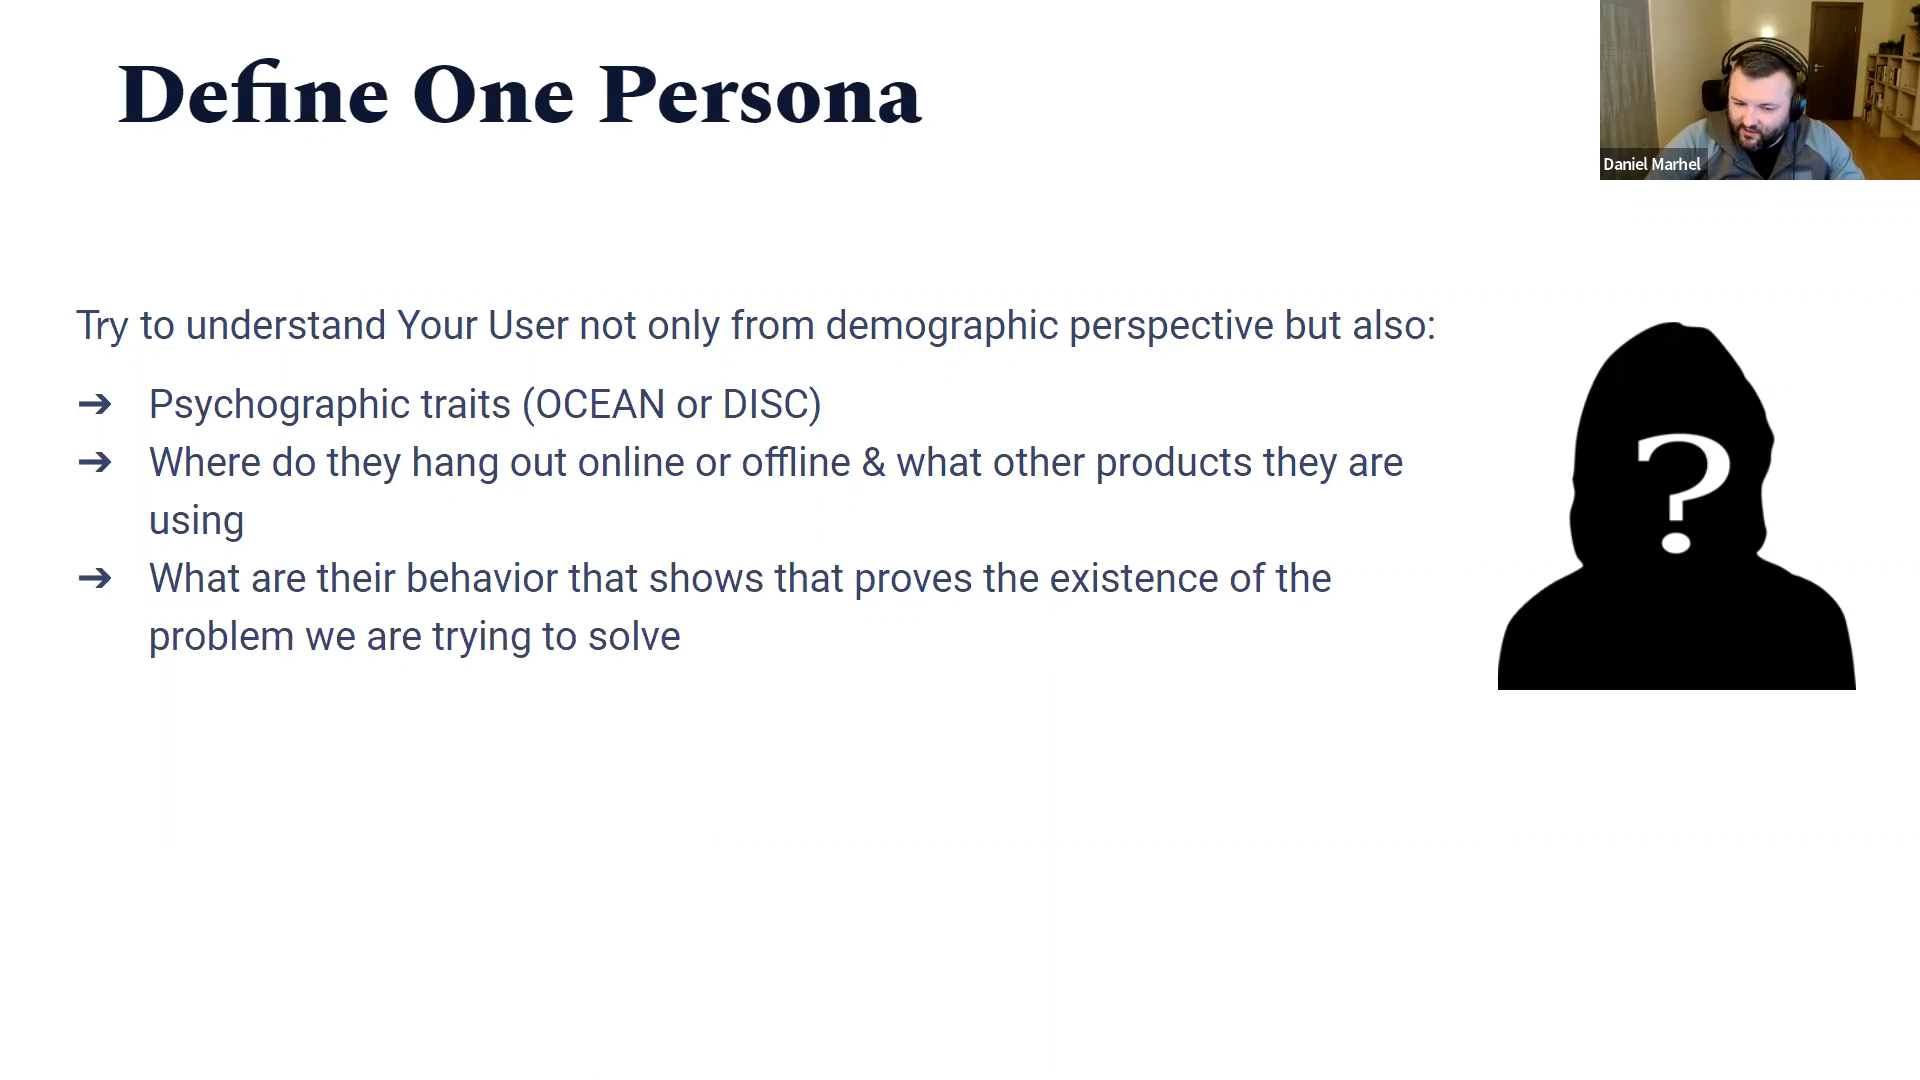 Define One Persona
Daniel Marhel
Try to understand Your User not only from demographic perspective but also:
➔ Psychographic traits (OCEAN or DISC)
➔ Where do they hang out online or offline & what other products they are
using
➔ What are their behavior that shows that proves the existence of the
problem we are trying to solve
?